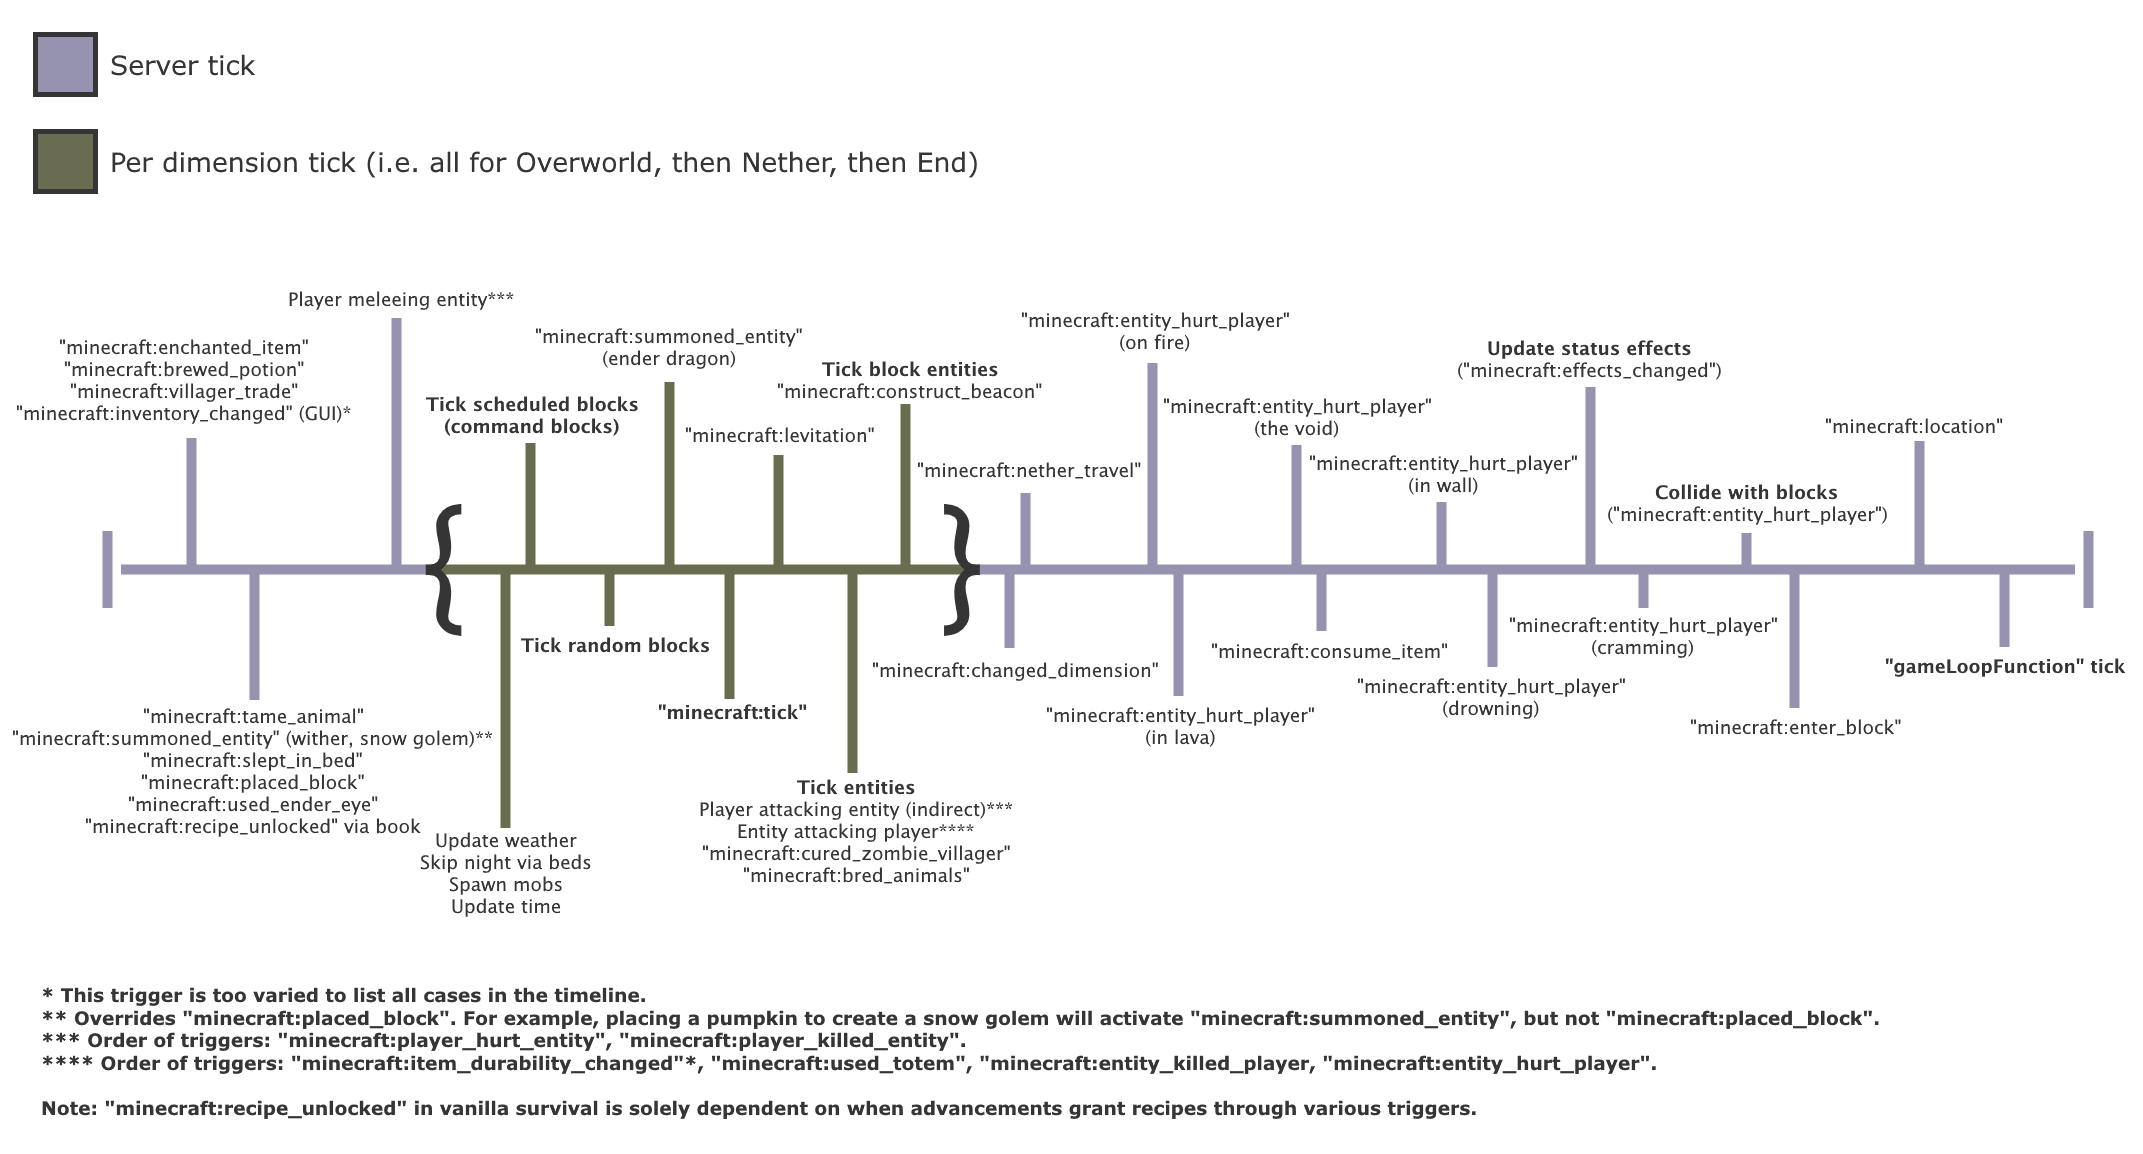 Server tick
Per dimension tick (i.e. all for Overworld, then Nether, then End)
Player meleeing entity***
"minecraft:enchanted_item"
"minecraft:brewed_potion"
"minecraft:villager_trade"
"minecraft:inventory_changed" (GUI)*
Tick scheduled blocks
(command blocks)
"minecraft:summoned_entity"
(ender dragon)
"minecraft:levitation"
Tick block entities
"minecraft:construct_beacon"
"minecraft:nether_travel"
"minecraft:entity_hurt_player"
(on fire)
"minecraft:entity_hurt_player"
(the void)
"minecraft:entity_hurt_player"
(in wall)
Update status effects
("minecraft:effects_changed")
Collide with blocks
("minecraft:entity_hurt_player")
"minecraft:location"
{
}
"minecraft:tame_animal"
"minecraft:summoned_entity" (wither, snow golem)**
"minecraft:slept_in_bed"
"minecraft:placed_block"
"minecraft:used_ender_eye"
"minecraft:recipe_unlocked" via book
Update weather
Skip night via beds
Spawn mobs
Update time
Tick random blocks
"minecraft:tick"
Tick entities
Player attacking entity (indirect)***
Entity attacking player****
"minecraft:cured_zombie_villager"
"minecraft:bred_animals"
"minecraft:changed_dimension"
"minecraft:entity_hurt_player"
(in lava)
"minecraft:consume_item"
"minecraft:entity_hurt_player"
(drowning)
"minecraft:entity_hurt_player"
(cramming)
"minecraft:enter_block"
"gameLoopFunction" tick
* This trigger is too varied to list all cases in the timeline.
** Overrides "minecraft:placed_block". For example, placing a pumpkin to create a snow golem will activate "minecraft:summoned_entity", but not "minecraft:placed_block".
*** Order of triggers: "minecraft:player_hurt_entity", "minecraft:player_killed_entity".
**** Order of triggers: "minecraft:item_durability_changed"*, "minecraft:used_totem", "minecraft:entity_killed_player, "minecraft:entity_hurt_player".
Note: "minecraft:recipe_unlocked" in vanilla survival is solely dependent on when advancements grant recipes through various triggers.